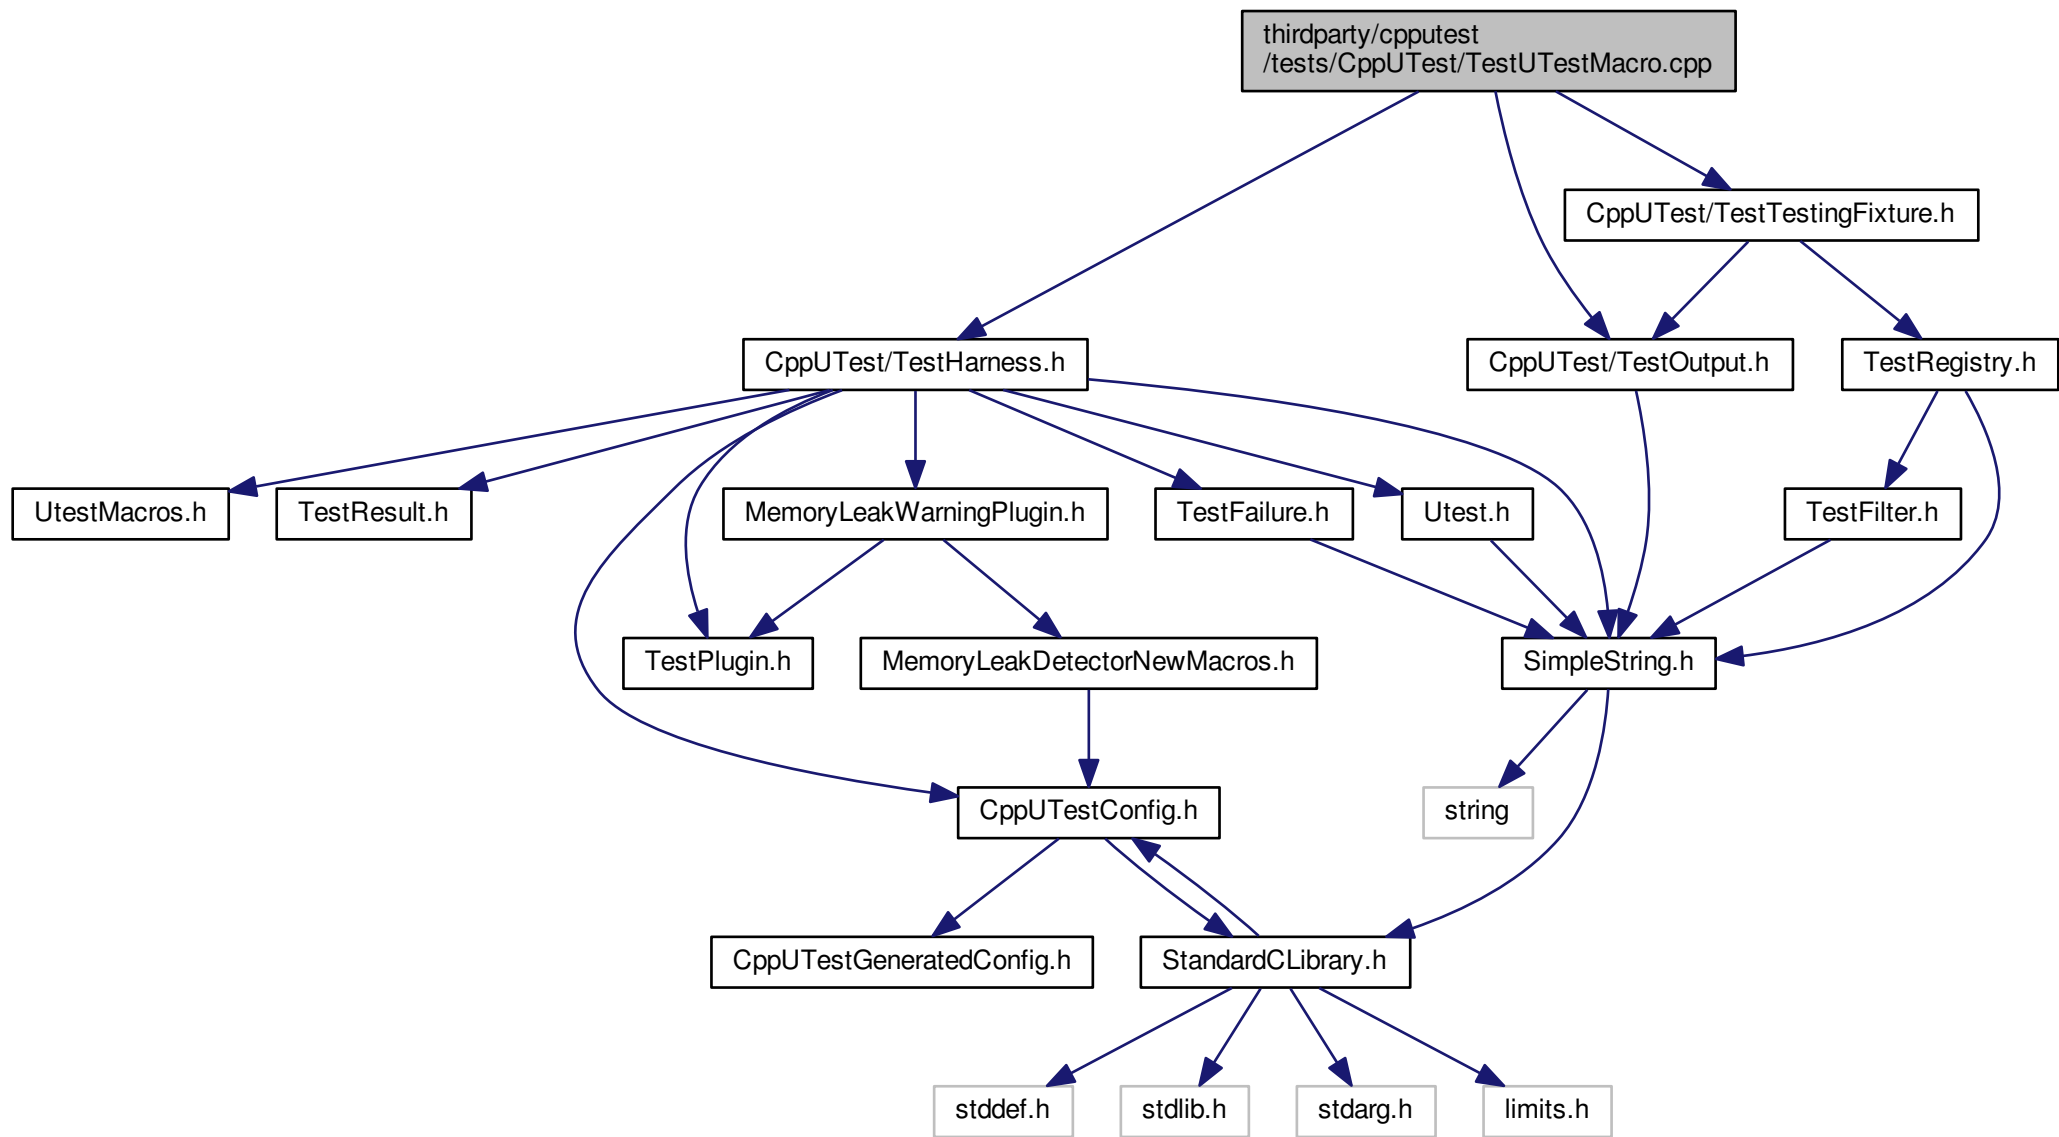 thirdparty/cpputest
/tests/CppUTest/TestUTestMacro.cpp
CppUTest/TestTestingFixture.h
CppUTest/TestHarness.h
CppUTest/TestOutput.h
TestRegistry.h
UtestMacros.h
TestResult.h
MemoryLeakWarningPlugin.h
TestFailure.h
Utest.h
TestFilter.h
TestPlugin.h
MemoryLeakDetectorNewMacros.h
SimpleString.h
CppUTestConfig.h
string
CppUTestGeneratedConfig.h
StandardCLibrary.h
stddef.h
stdlib.h
stdarg.h
limits.h